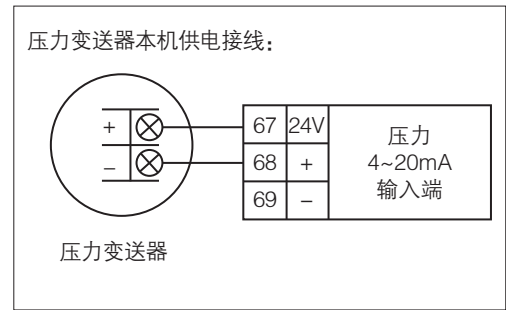 压力变送器本机供电接线：
+ 67 24V 压力
− 68 + 4~20mA
69 − 输入端
压力变送器